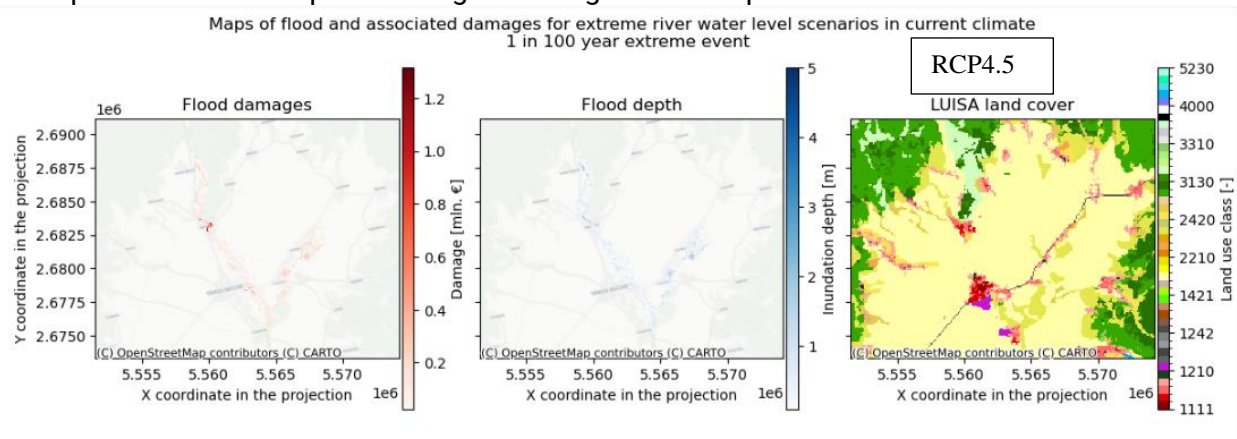 Maps of flood and associated damages for extreme river water level scenarios in current climate
1 in 100 year extreme event
RCP4.5
Flood damages
Flood depth
LUISA land cover
1e6
2.6900
2.6875
2.6850
2.6825
2.6800
2.6775
2.6750
Y coordinate in the projection
(C) OpenStreetMap contributors (C) CARTO
5.555 5.560 5.565 5.570
X coordinate in the projection 1e6
1.2
1.0
0.8
0.6
0.4
0.2
Damage [mln. €]
(C) OpenStreetMap contributors (C) CARTO
5.555 5.560 5.565 5.570
X coordinate in the projection 1e6
5
4
3
2
1
Inundation depth [m]
(C) OpenStreetMap contributors (C) CARTO
5.555 5.560 5.565 5.570
X coordinate in the projection 1e6
5230
4000
3310
3130
2420
2210
1421
1242
1210
1111
Land use class [-]